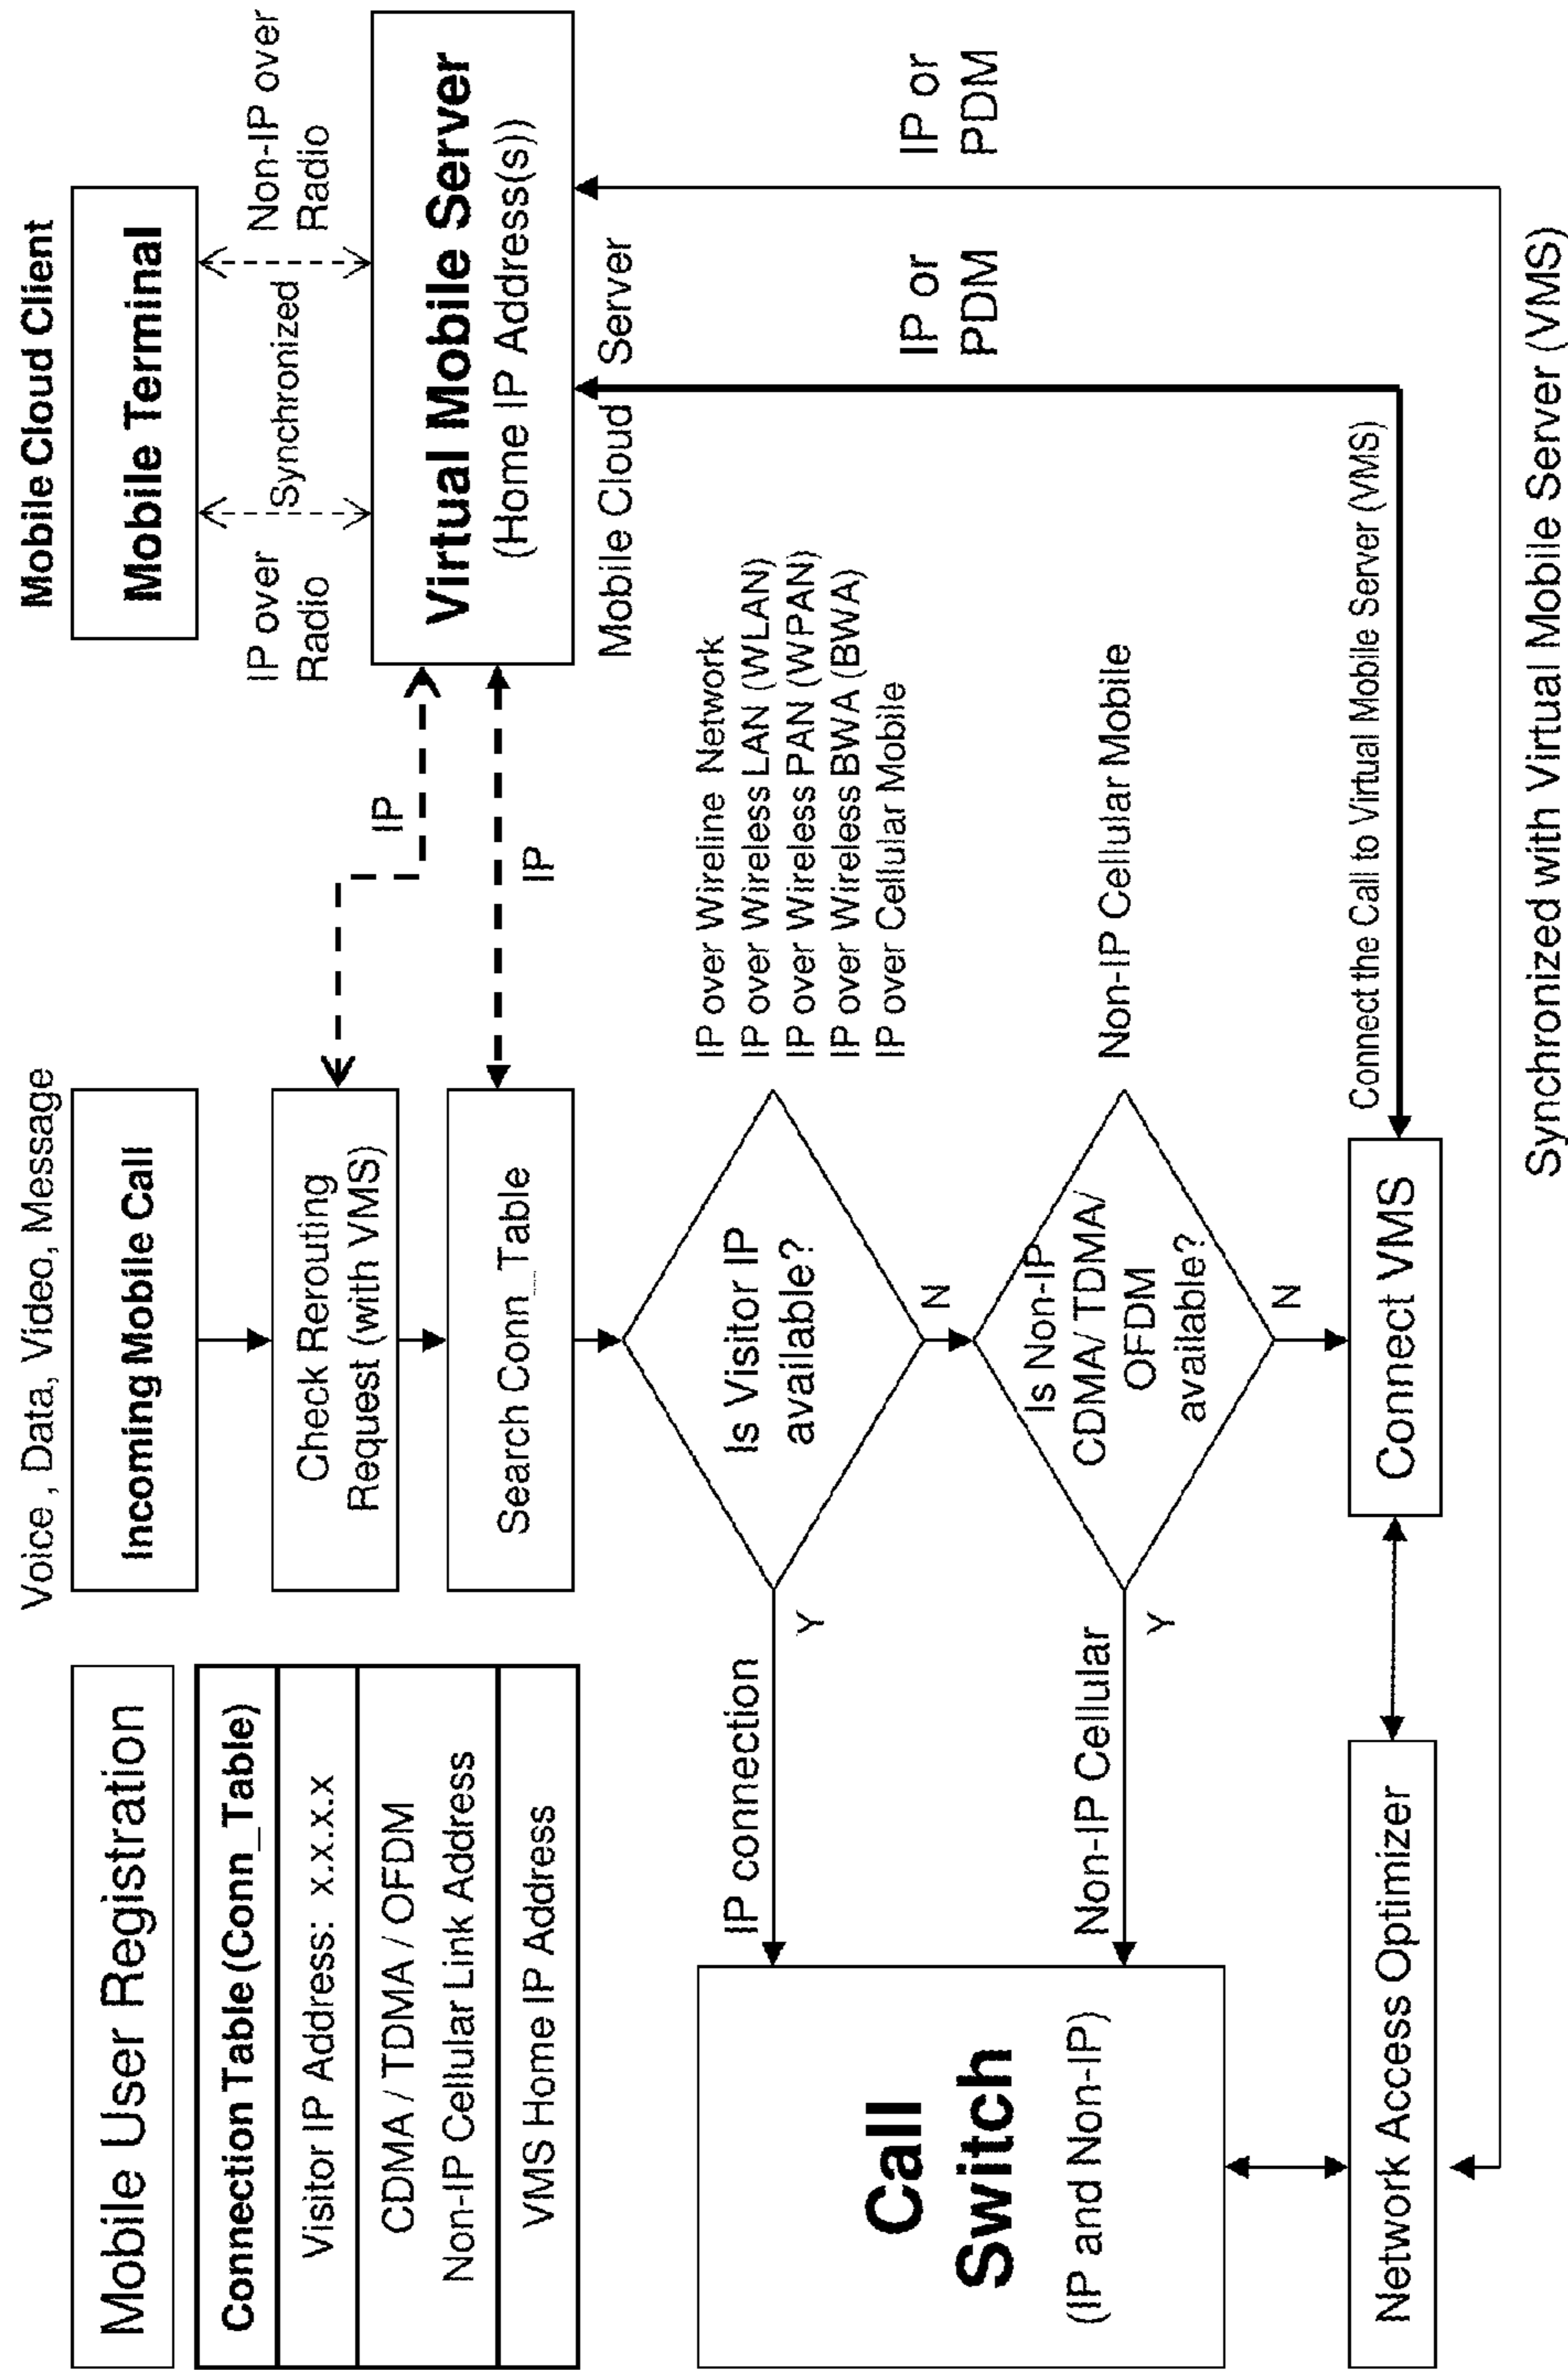 Mobile User Registration
Connection Table (Conn_Table)
Visitor IP Address: x.x.x.x
CDMA / TDMA / OFDM
Non-IP Cellular Link Address
VMS Home IP Address
Voice , Data, Video, Message
Incoming Mobile Call
Check Rerouting
Request (with VMS)
Search Conn_Table
Mobile Cloud Client
Mobile Terminal
IP over
Radio
Synchronized
Non-IP over
Radio
Virtual Mobile Server
(Home IP Address(s))
Mobile Cloud Server
IP
IP
Is Visitor IP
available?
IP over Wireline Network
IP over Wireless LAN (WLAN)
IP over Wireless PAN (WPAN)
IP over Wireless BWA (BWA)
IP over Cellular Mobile
IP connection
Y
N
Is Non-IP
CDMA/ TDMA/
OFDM
available?
Non-IP Cellular Mobile
Non-IP Cellular
Y
N
Call
Switch
(IP and Non-IP)
IP or
PDM
IP or
PDM
Network Access Optimizer
Connect VMS
Connect the Call to Virtual Mobile Server (VMS)
Synchronized with Virtual Mobile Server (VMS)